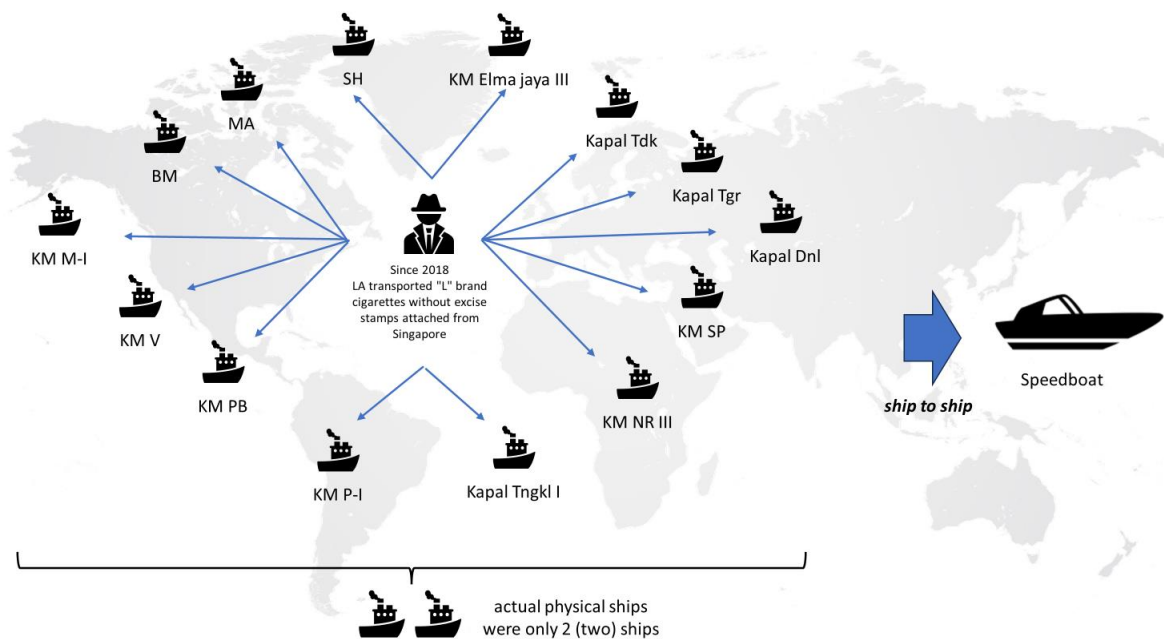 SH
KM Elma jaya III
MA
Kapal Tdk
BM
Kapal Tgr
KM M-I
Kapal Dnl
Since 2018
LA transported "L" brand
cigarettes without excise
stamps attached from
Singapore
KM V
KM SP
KM PB
Speedboat
ship to ship
KM NR III
KM P-I
Kapal Tngkl I
actual physical ships
were only 2 (two) ships